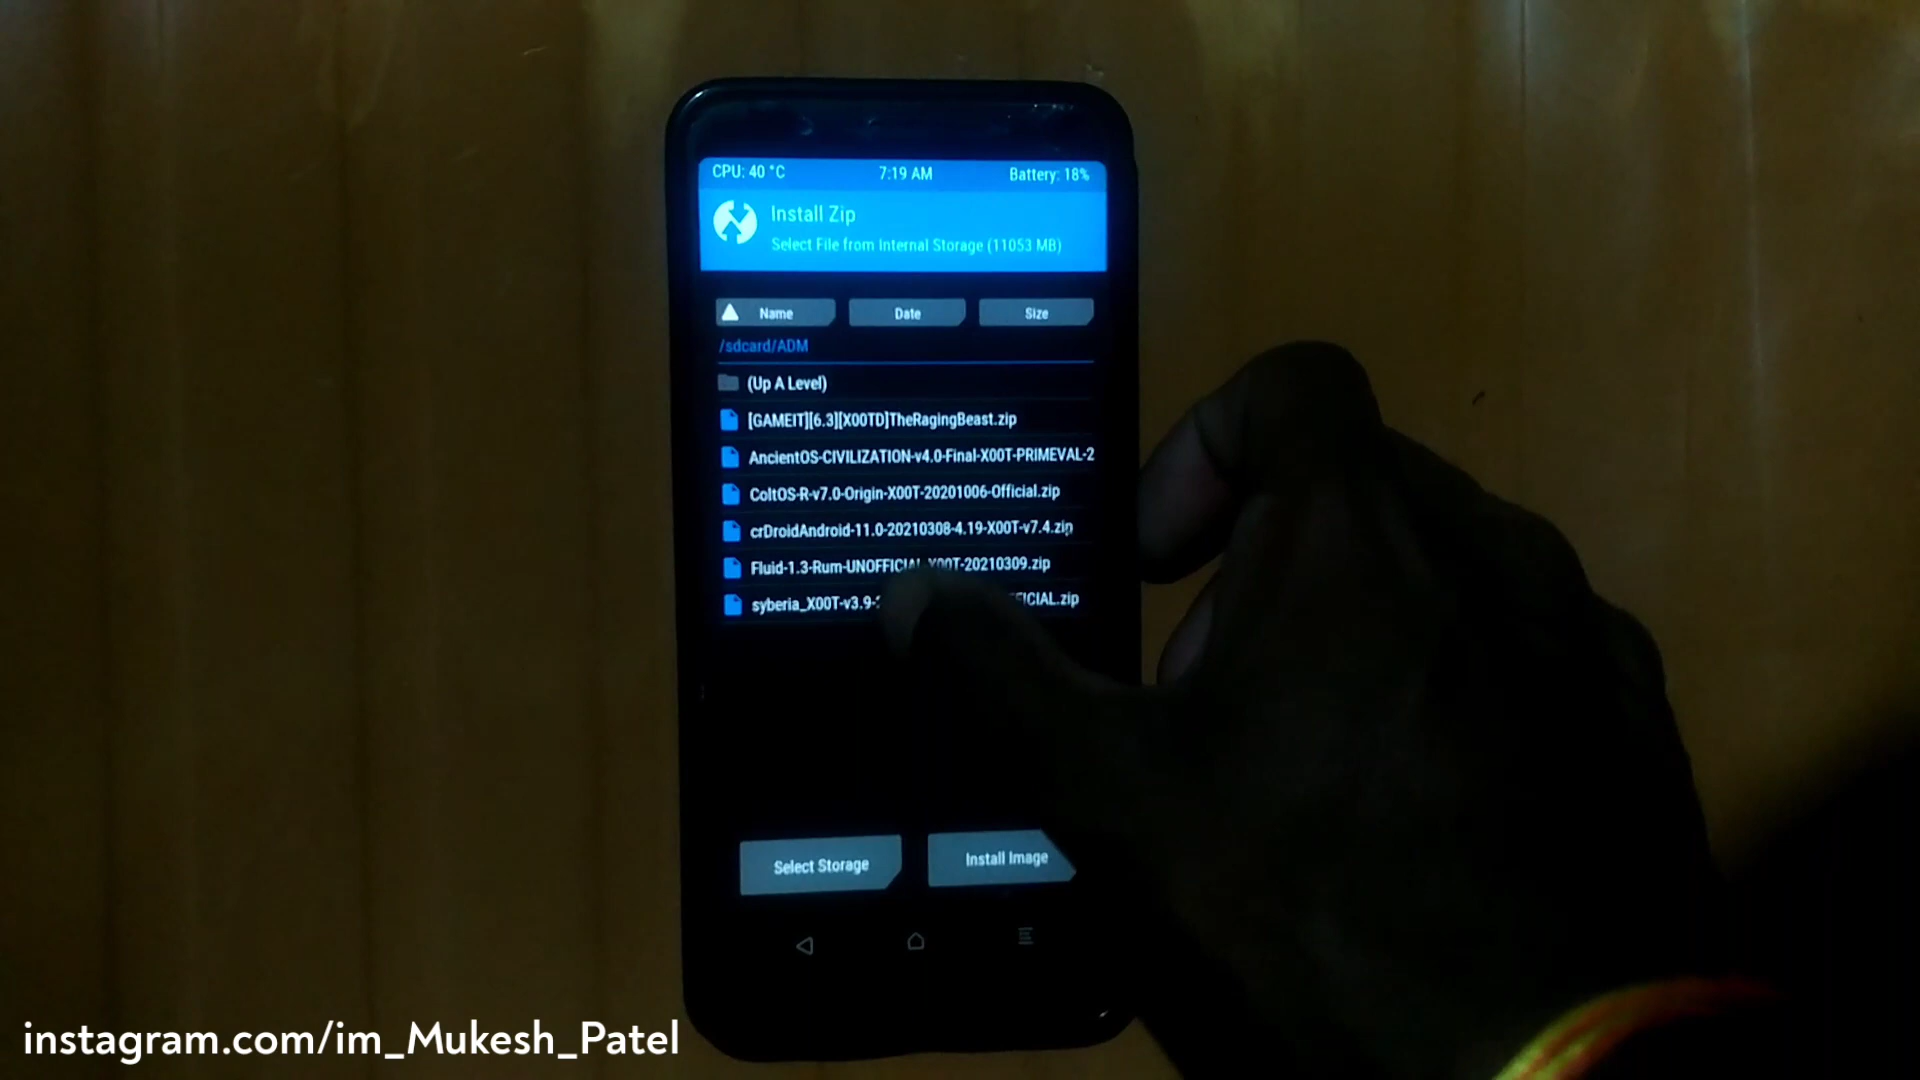 CPU: 40 °C 7:19 AM Battery: 18%
Install Zip
Select File from Internal Storage (11053 MB)
Name Date Size
/sdcard/ADM
(Up A Level)
[GAMEIT][6.3][X00TD]TheRagingBeast.zip
AncientOS-CIVILIZATION-v4.0-Final-X00T-PRIMEVAL-2
ColtOS-R-v7.0-Origin-X00T-20201006-Official.zip
crDroidAndroid-11.0-20210308-4.19-X00T-v7.4.zip
Fluid-1.3-Rum-UNOFFICIAL-X00T-20210309.zip
syberia_X00T-v3.9- FICIAL.zip
Select Storage Install Image
instagram.com/im_Mukesh_Patel